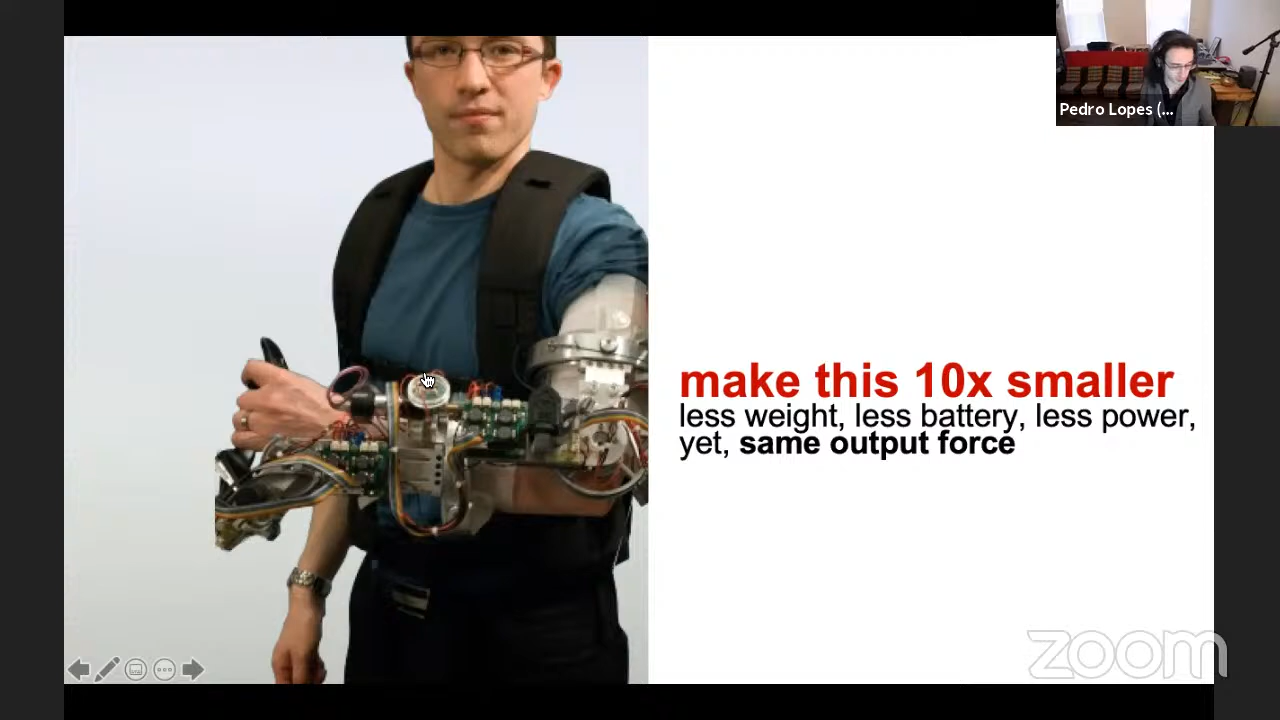 Pedro Lopes (...
make this 10x smaller
less weight, less battery, less power,
yet, same output force
zoom